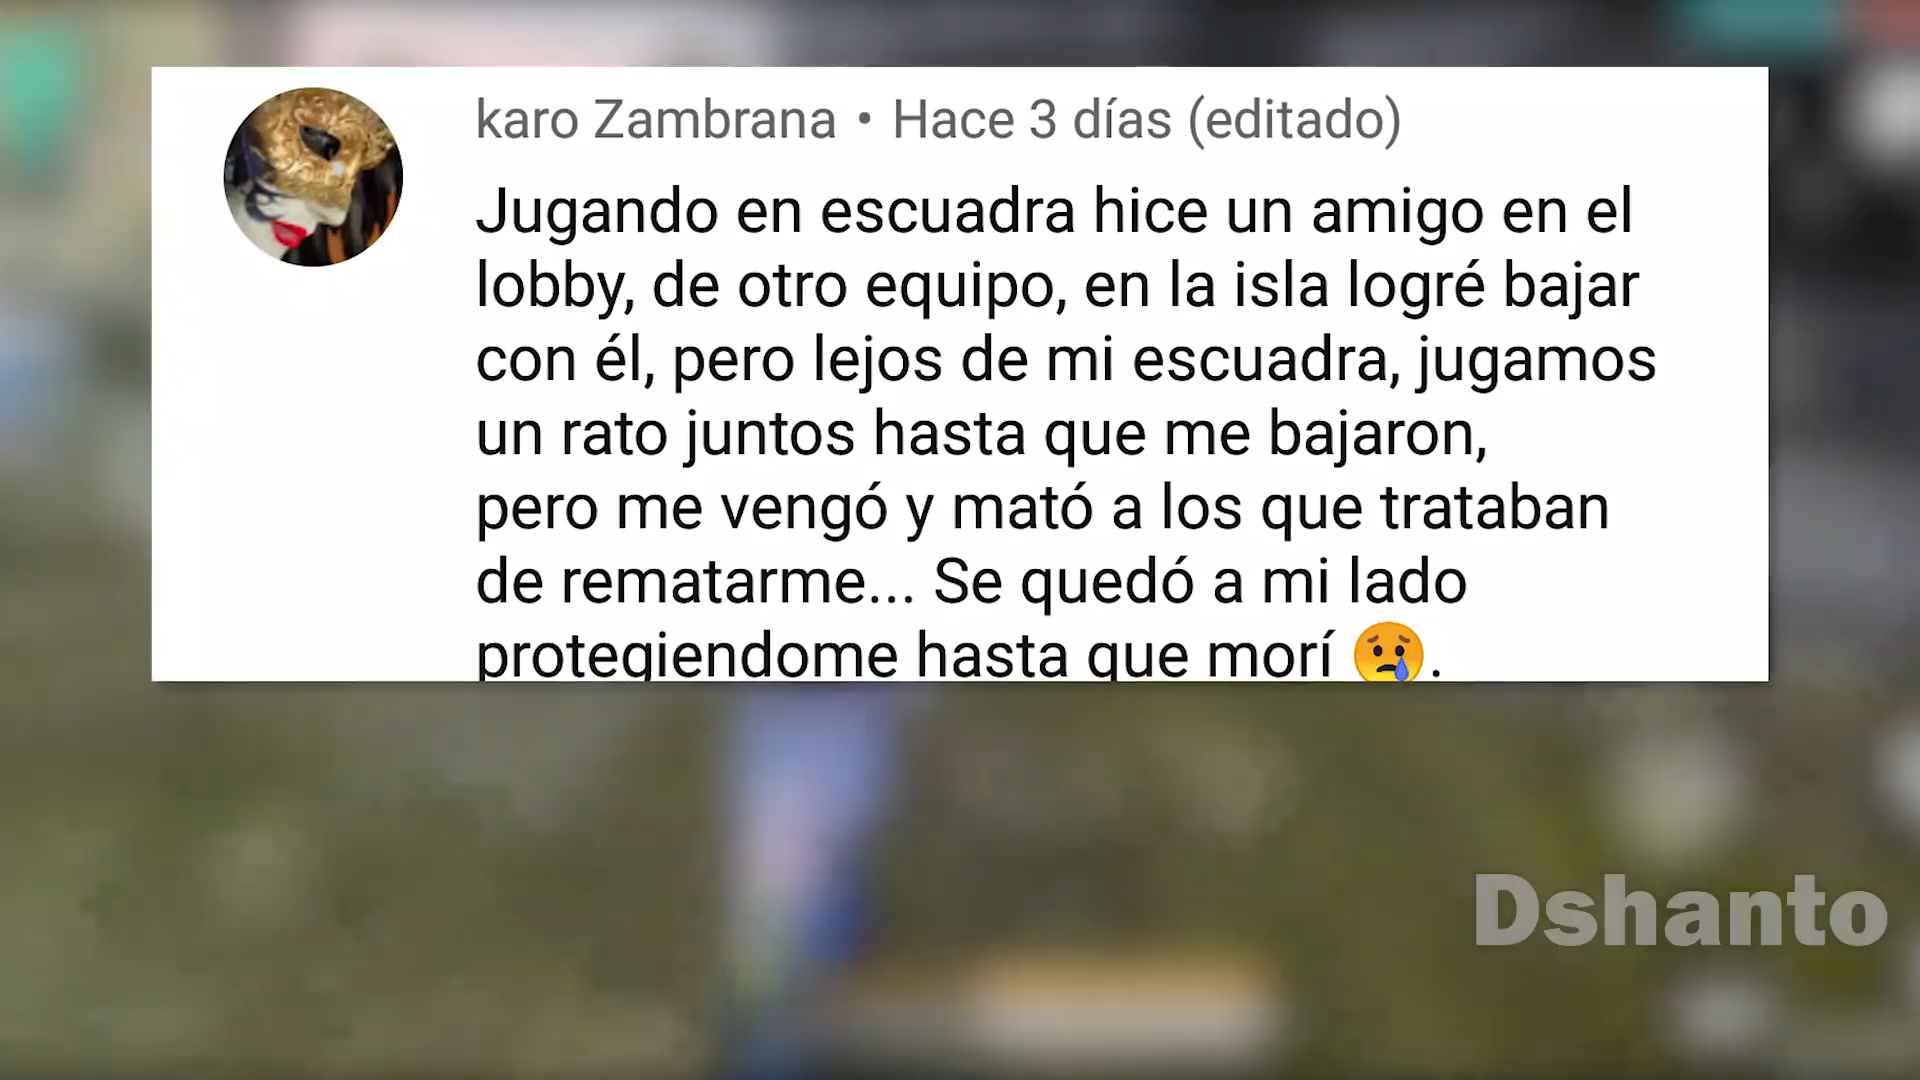 karo Zambrana • Hace 3 días (editado)
Jugando en escuadra hice un amigo en el
lobby, de otro equipo, en la isla logré bajar
con él, pero lejos de mi escuadra, jugamos
un rato juntos hasta que me bajaron,
pero me vengó y mató a los que trataban
de rematarme... Se quedó a mi lado
protegiendome hasta que morí 😢.
Dshanto